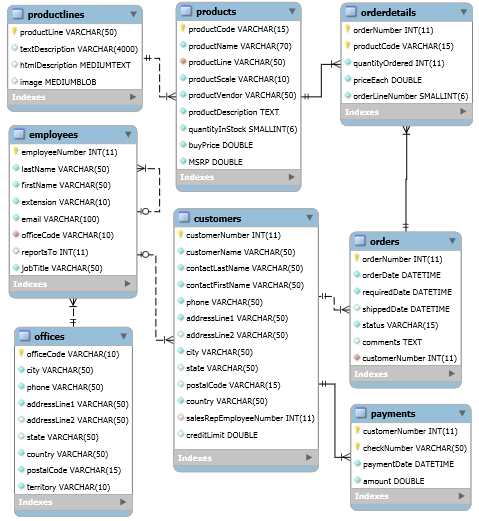 productlines
productLine VARCHAR(50)
textDescription VARCHAR(4000)
htmlDescription MEDIUMTEXT
image MEDIUMBLOB
Indexes
products
productCode VARCHAR(15)
productName VARCHAR(70)
productLine VARCHAR(50)
productScale VARCHAR(10)
productVendor VARCHAR(50)
productDescription TEXT
quantityInStock SMALLINT(6)
buyPrice DOUBLE
MSRP DOUBLE
Indexes
orderdetails
orderNumber INT(11)
productCode VARCHAR(15)
quantityOrdered INT(11)
priceEach DOUBLE
orderLineNumber SMALLINT(6)
Indexes
employees
employeeNumber INT(11)
lastName VARCHAR(50)
firstName VARCHAR(50)
extension VARCHAR(10)
email VARCHAR(100)
officeCode VARCHAR(10)
reportsTo INT(11)
jobTitle VARCHAR(50)
Indexes
customers
customerNumber INT(11)
customerName VARCHAR(50)
contactLastName VARCHAR(50)
contactFirstName VARCHAR(50)
phone VARCHAR(50)
addressLine1 VARCHAR(50)
addressLine2 VARCHAR(50)
city VARCHAR(50)
state VARCHAR(50)
postalCode VARCHAR(15)
country VARCHAR(50)
salesRepEmployeeNumber INT(11)
creditLimit DOUBLE
Indexes
orders
orderNumber INT(11)
orderDate DATETIME
requiredDate DATETIME
shippedDate DATETIME
status VARCHAR(15)
comments TEXT
customerNumber INT(11)
Indexes
offices
officeCode VARCHAR(10)
city VARCHAR(50)
phone VARCHAR(50)
addressLine1 VARCHAR(50)
addressLine2 VARCHAR(50)
state VARCHAR(50)
country VARCHAR(50)
postalCode VARCHAR(15)
territory VARCHAR(10)
Indexes
payments
customerNumber INT(11)
checkNumber VARCHAR(50)
paymentDate DATETIME
amount DOUBLE
Indexes